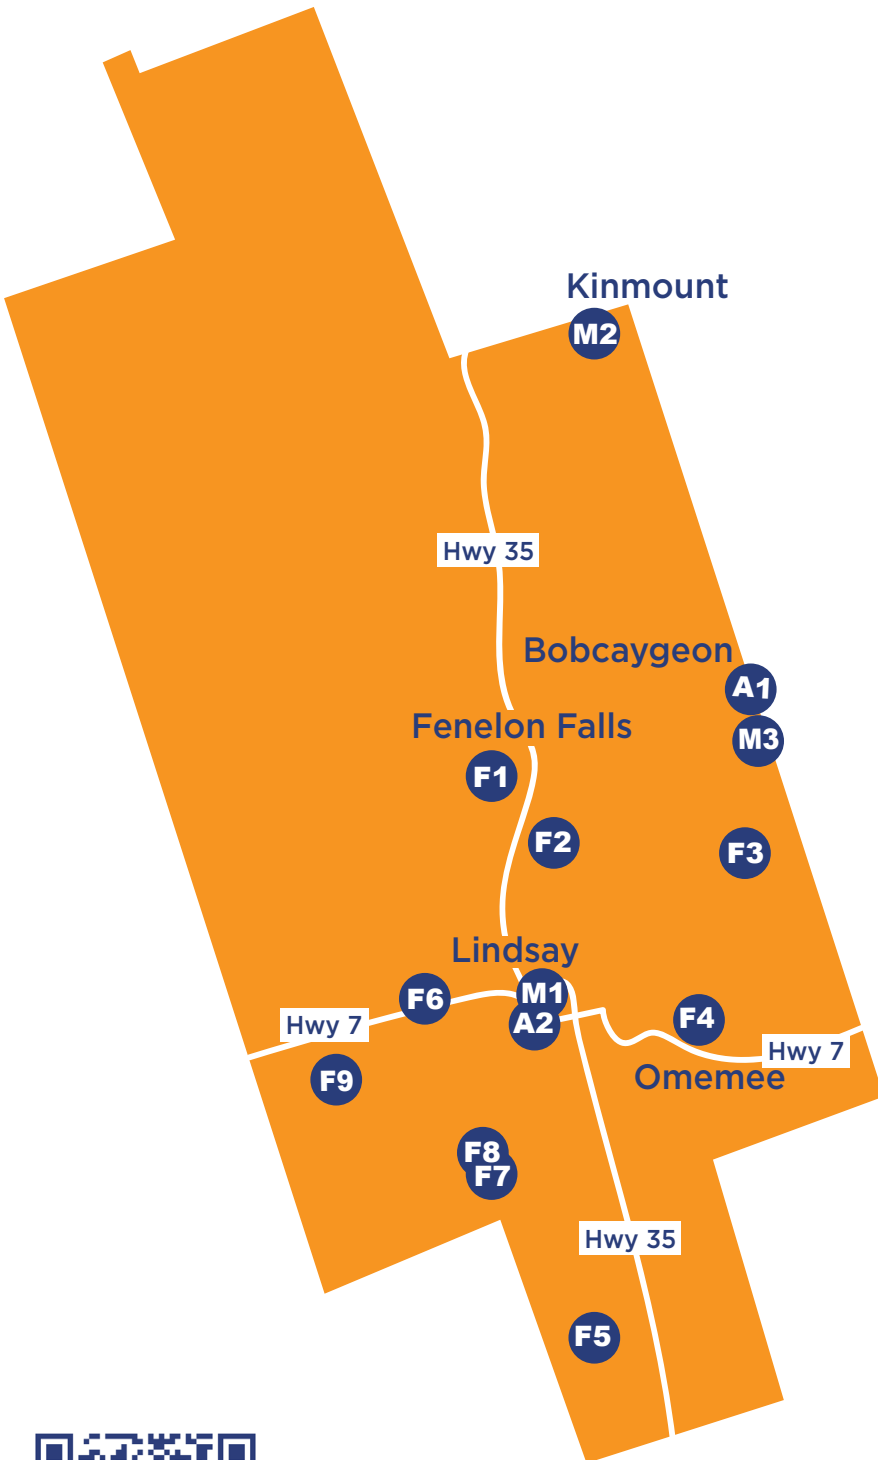 Kinmount
M2
Hwy 35
Bobcaygeon
A1
Fenelon Falls
M3
F1
F2
F3
Lindsay
M1
F6
A2
F4
Hwy 7
Hwy 7
Omemee
F9
F8
F7
Hwy 35
F5